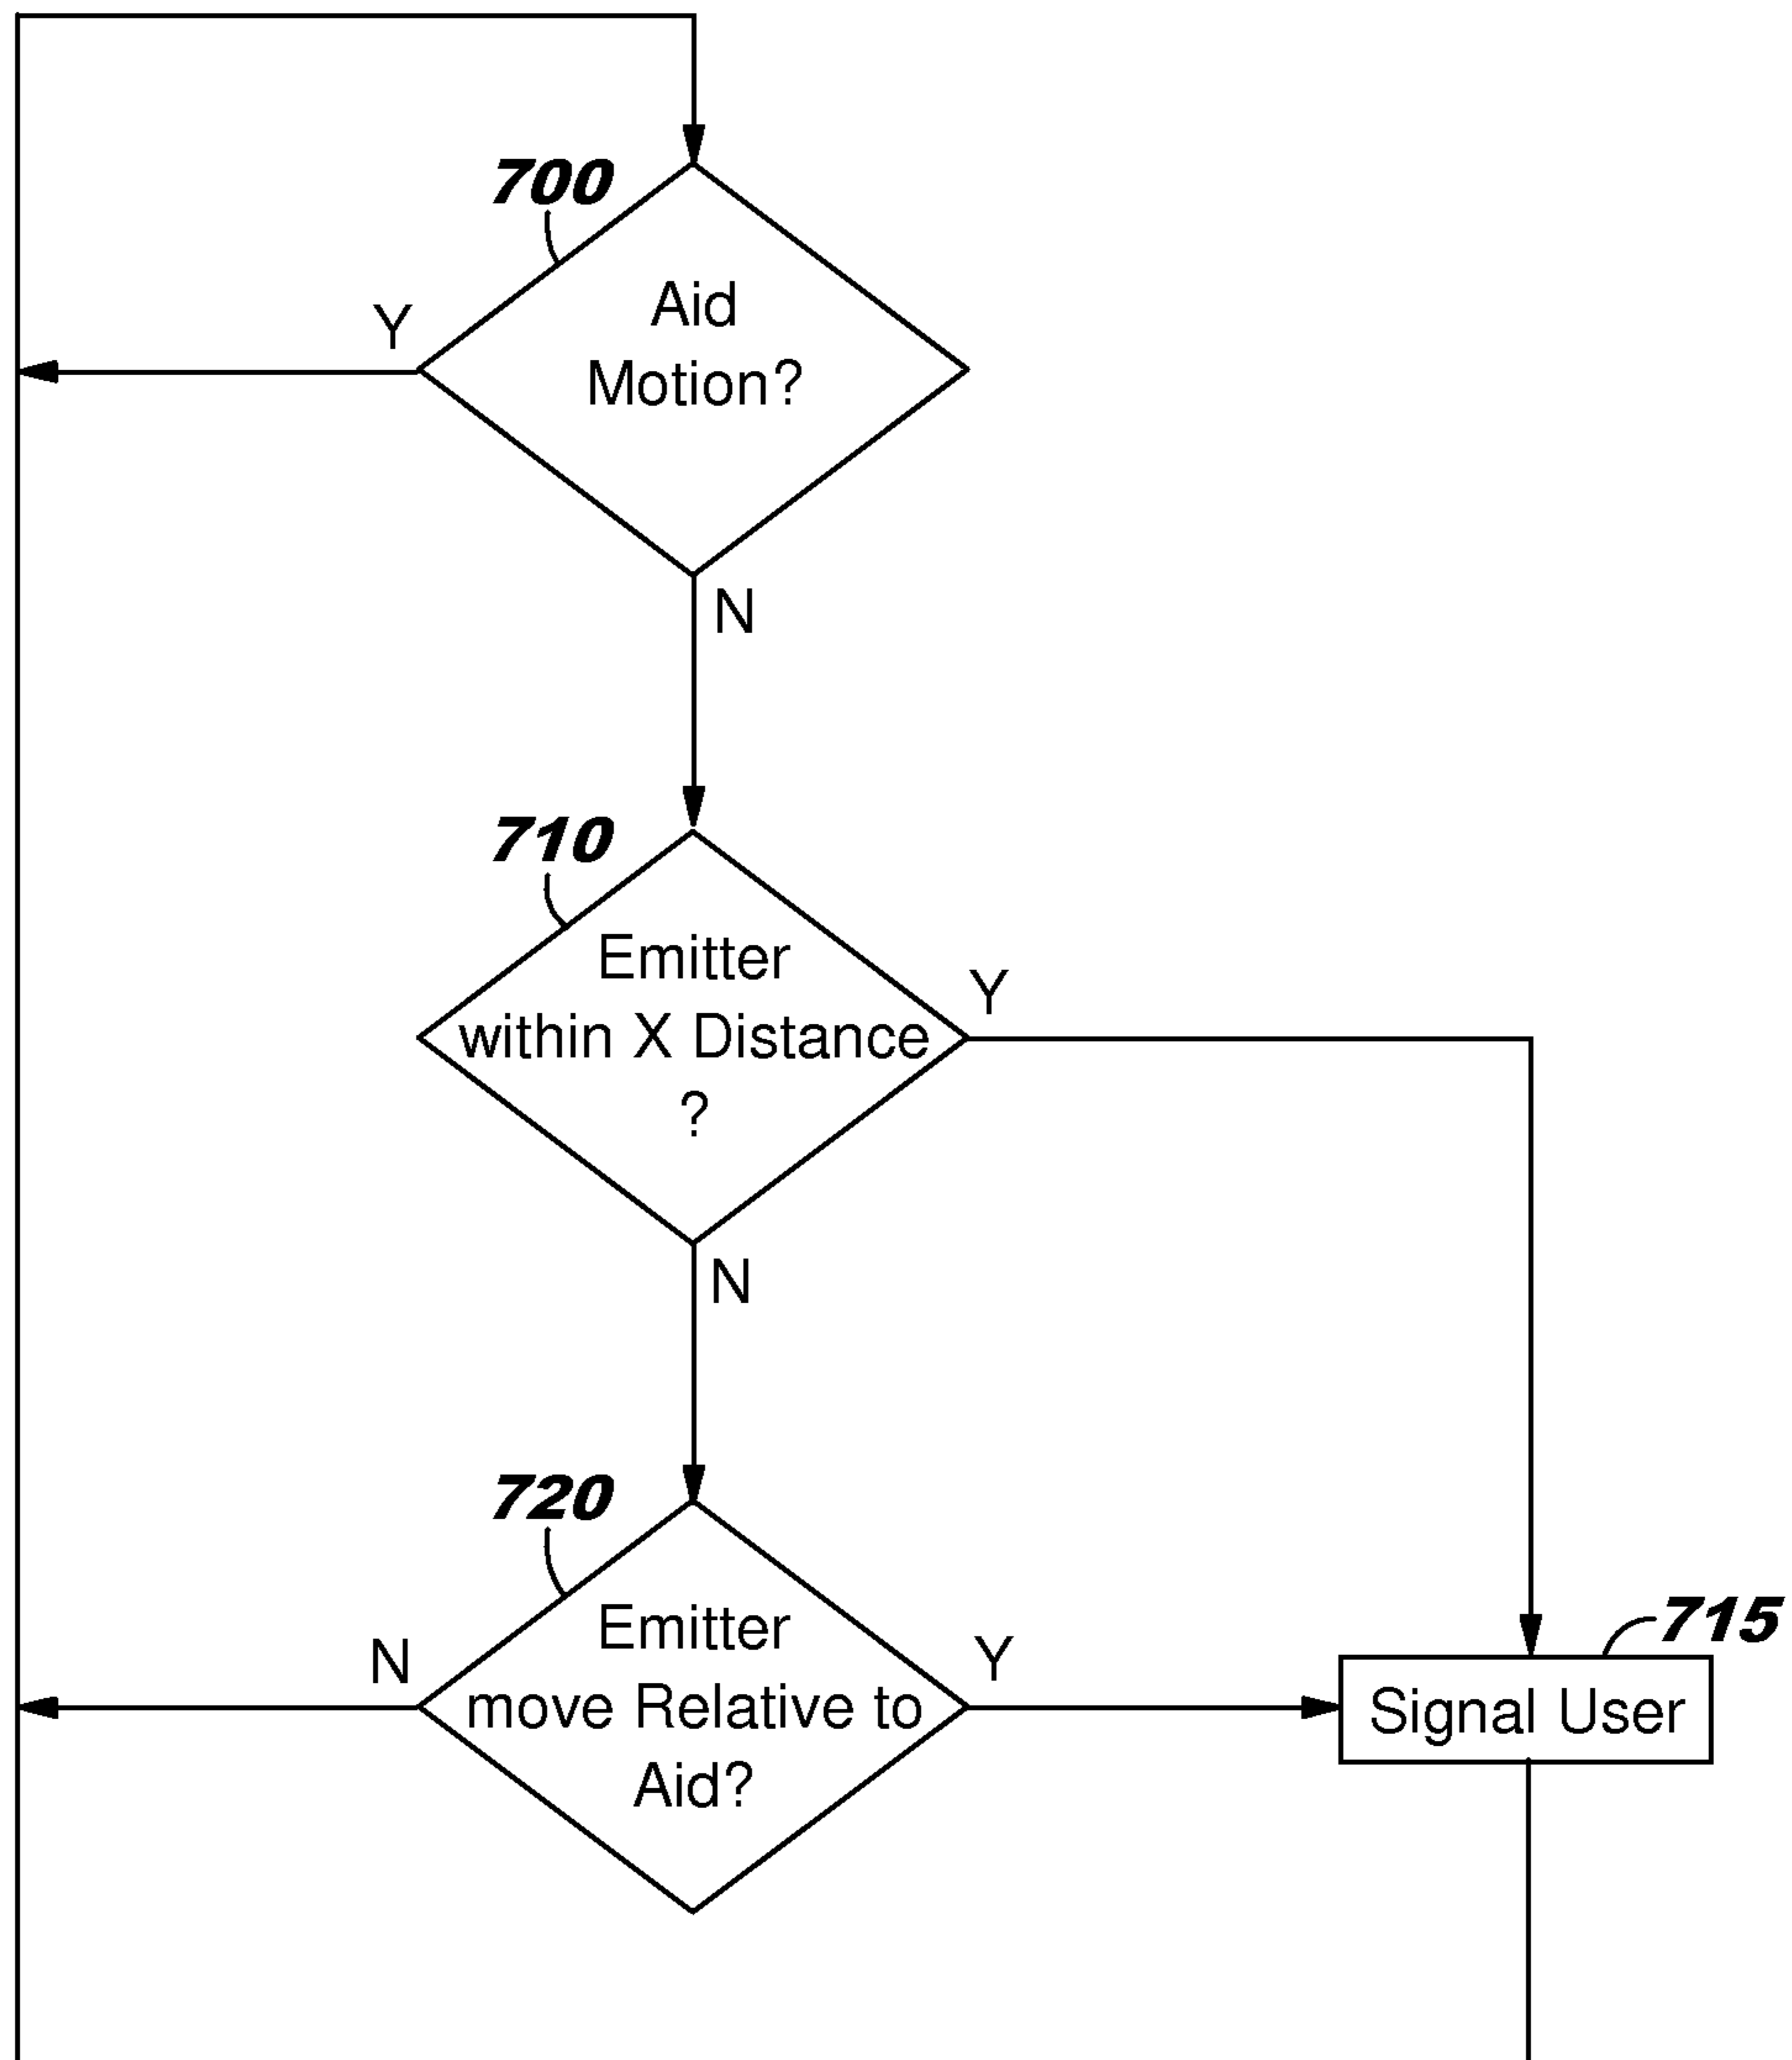 700
Aid
Motion?
Y
N
710
Emitter
within X Distance
?
Y
N
720
Emitter
move Relative to
Aid?
N
Y
715
Signal User